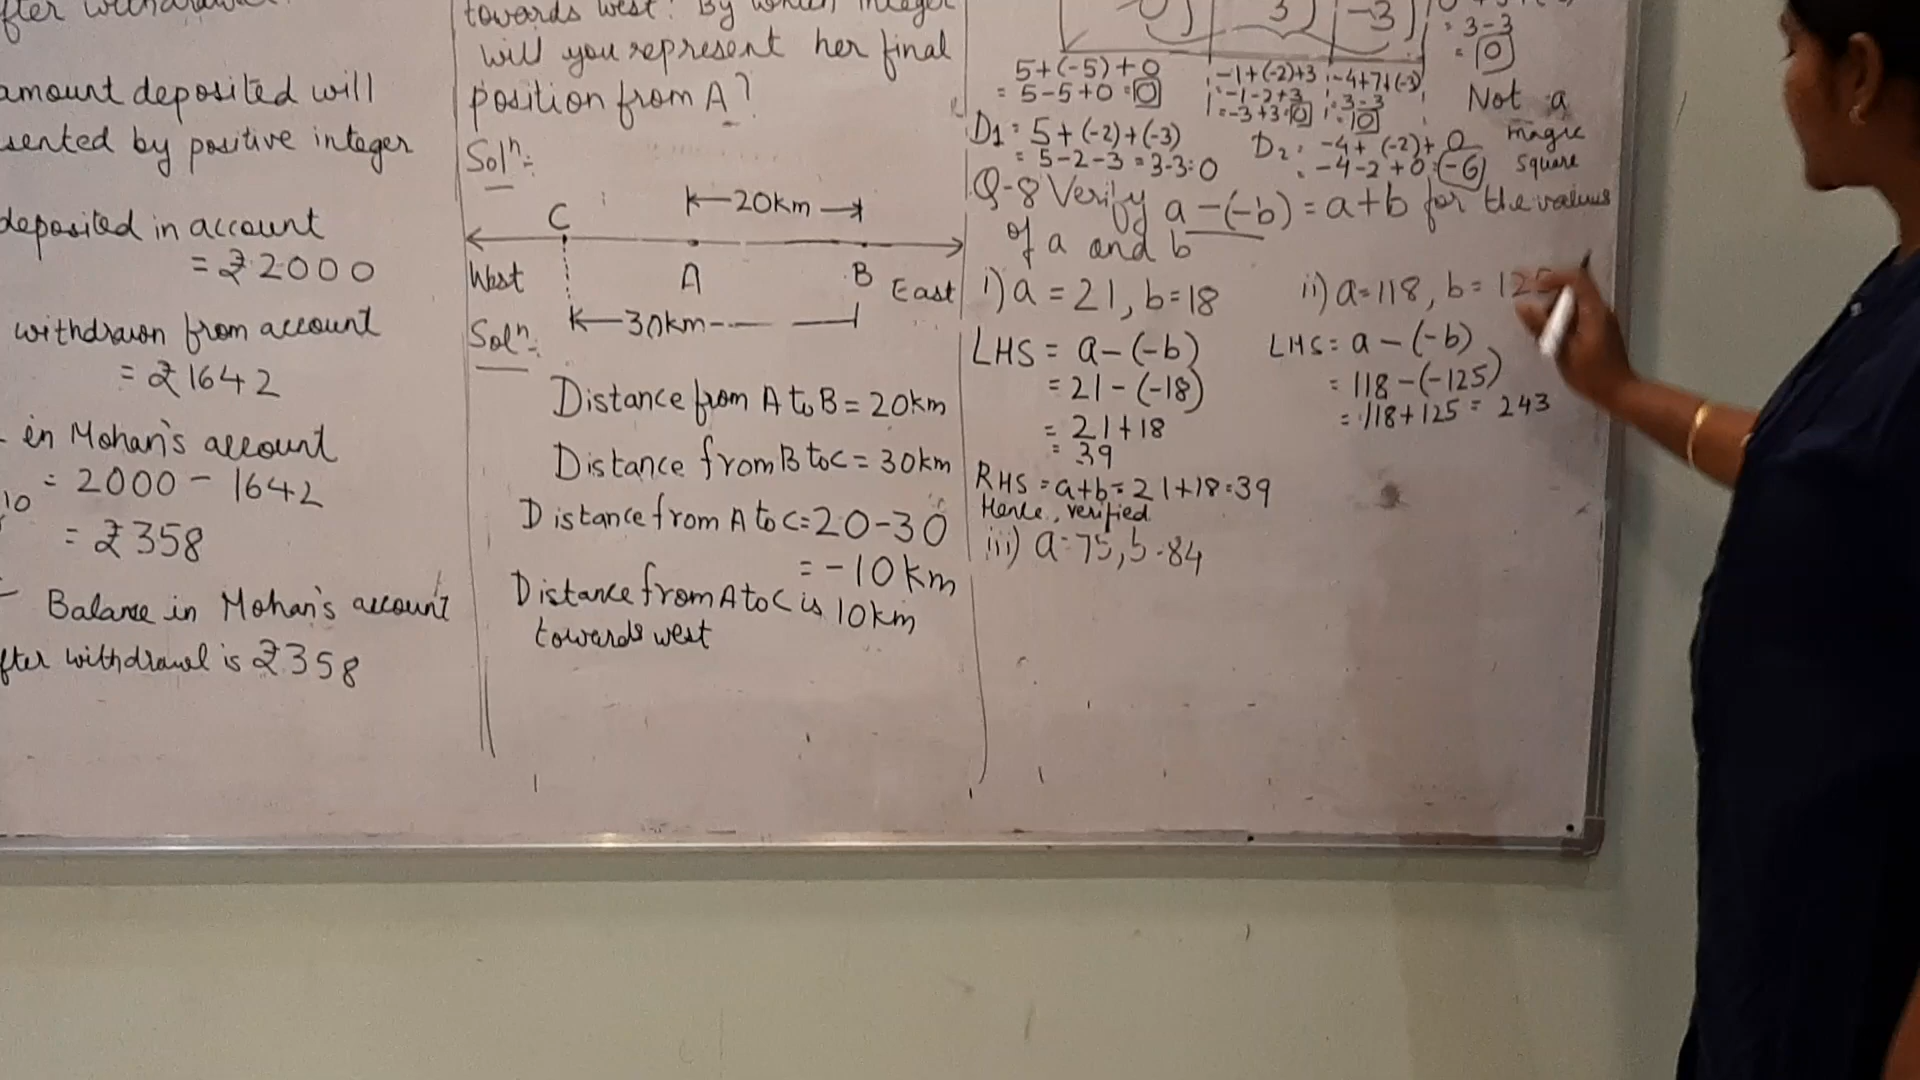 amount deposited will
sented by positive integer
deposited in account
= ₹2000
withdrawn from account
= ₹1642
in Mohan's account
= 2000 - 1642
10
= ₹358
Balance in Mohan's account
fter withdrawl is ₹358
towards west. By which integer
will you represent her final
position from A?
Solⁿ:-
20km
C
West A B East
30km
Solⁿ:-
Distance from A to B = 20km
Distance from B to C = 30km
Distance from A to C = 20-30
= -10km
Distance from A to C is 10km
towards west
3 -3
= 3-3
= 0
5+(-5)+0
= 5-5+0 = 0
-1+(-2)+3
= -1-2+3
= -3+3 = 0
-4+7+(-3)
= 3-3
= 0
Not a
magic
square
D1 = 5+(-2)+(-3)
= 5-2-3 = 3-3 = 0
D2 = -4+(-2)+0
= -4-2+0 = -6
Q-8 Verify a-(-b) = a+b for the values
of a and b
i) a = 21, b = 18
LHS = a-(-b)
= 21-(-18)
= 21+18
= 39
RHS = a+b = 21+18 = 39
Hence, verified
ii) a=118, b = 125
LHS = a-(-b)
= 118-(-125)
= 118+125 = 243
iii) a=75, b=84